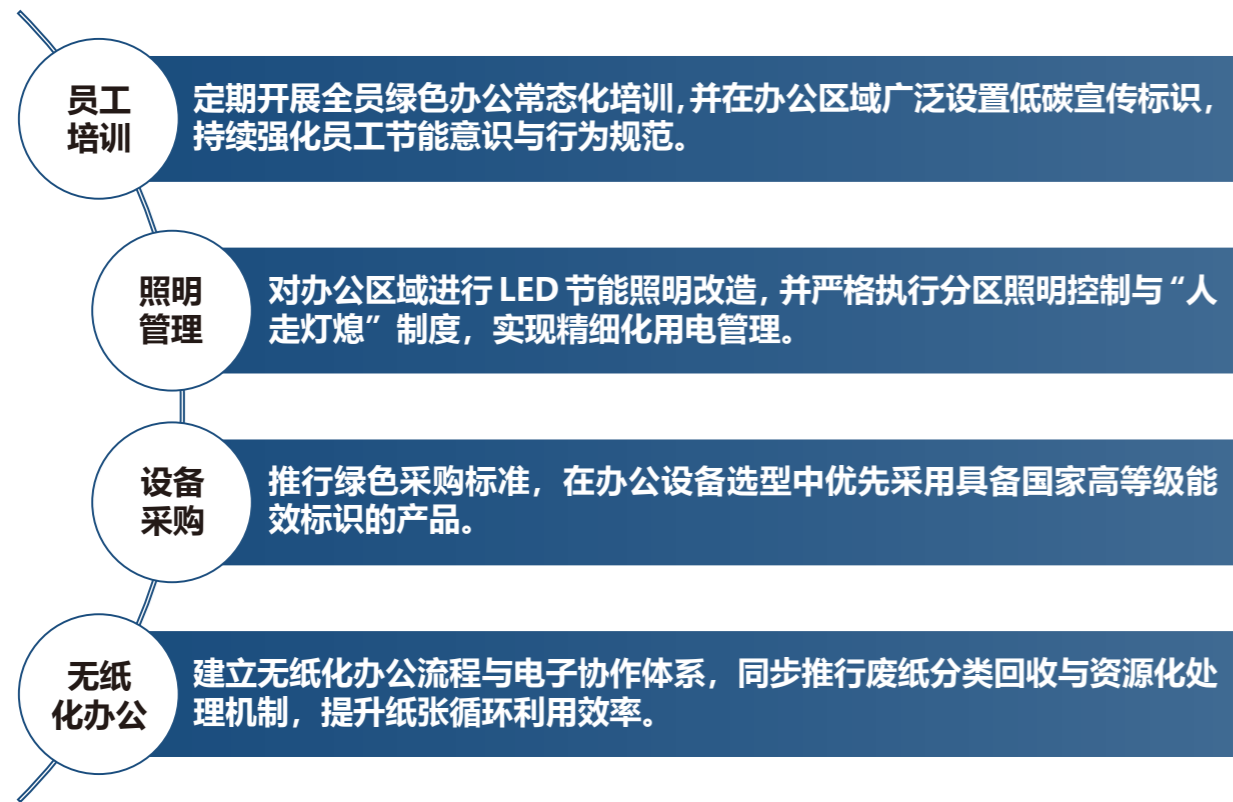 员工
培训
定期开展全员绿色办公常态化培训,并在办公区域广泛设置低碳宣传标识，
持续强化员工节能意识与行为规范。
照明
管理
对办公区域进行 LED 节能照明改造，并严格执行分区照明控制与“人
走灯熄”制度，实现精细化用电管理。
设备
采购
推行绿色采购标准，在办公设备选型中优先采用具备国家高等级能
效标识的产品。
无纸
化办公
建立无纸化办公流程与电子协作体系，同步推行废纸分类回收与资源化处
理机制，提升纸张循环利用效率。